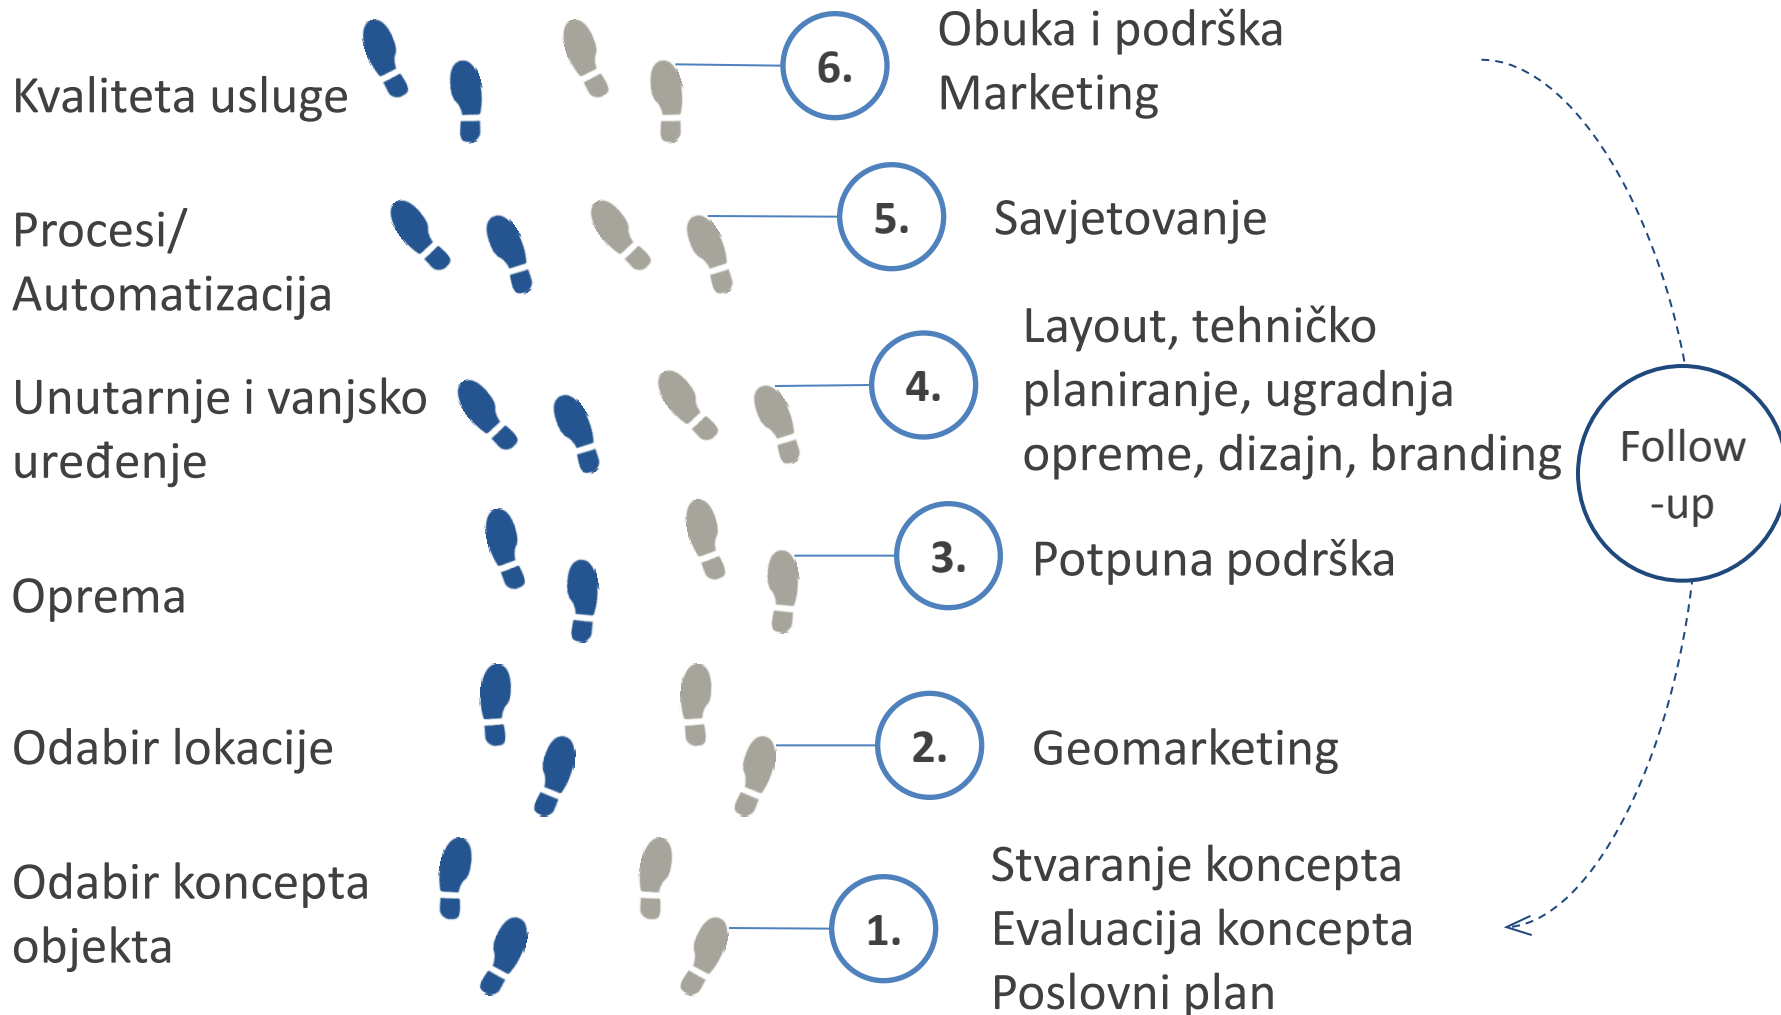 Kvaliteta usluge
6.
Obuka i podrška
Marketing
Procesi/
Automatizacija
5.
Savjetovanje
Unutarnje i vanjsko
uređenje
4.
Layout, tehničko
planiranje, ugradnja
opreme, dizajn, branding
Follow
-up
Oprema
3.
Potpuna podrška
Odabir lokacije
2.
Geomarketing
Odabir koncepta
objekta
1.
Stvaranje koncepta
Evaluacija koncepta
Poslovni plan